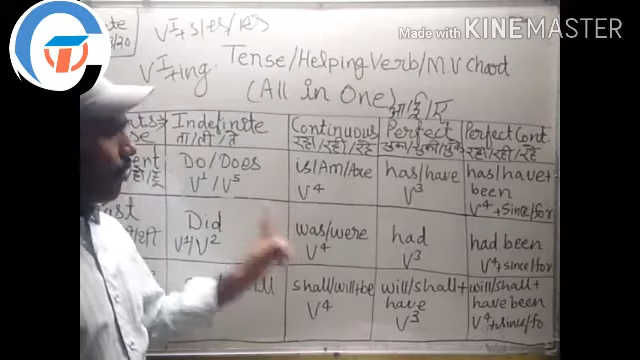 Made with KINEMASTER
V¹+s/es/ies
V¹+ing. Tense/Helping Verb/M.V Chart
(All in One) आ/ई/ए
Indefinite Continuous Perfect Perfect Cont.
ता/ती/ते रहा/रही/रहे चुका/चुकी/चुके रहा/रही/रहे
Do/Does is/Am/Are has/have has/have+
V¹/V⁵ V⁴ V³ been
V⁴+since/for
Did was/were had had been
V¹/V² V⁴ V³ V⁴+since/for
shall/will+be will/shall+ will/shall+
V⁴ have have been
V³ V⁴+since/fo